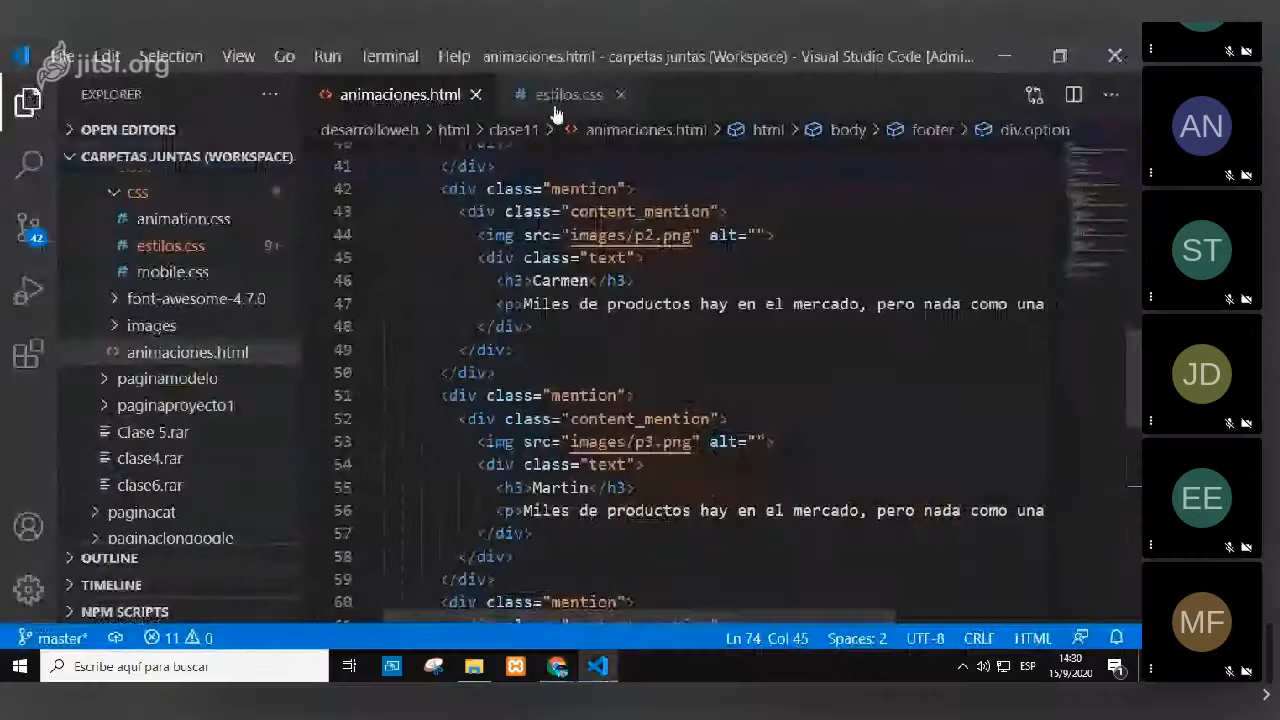 jitsi.org
File Edit Selection View Go Run Terminal Help animaciones.html - carpetas juntas (Workspace) - Visual Studio Code [Admi...
EXPLORER ...
animaciones.html
estilos.css
OPEN EDITORS
desarrolloweb > html > clase11 > animaciones.html > html > body > footer > div.option
CARPETAS JUNTAS (WORKSPACE)
css
animation.css
estilos.css 9+
mobile.css
font-awesome-4.7.0
images
animaciones.html
paginamodelo
paginaproyecto1
Clase 5.rar
clase4.rar
clase6.rar
paginacat
paginaclongoogle
OUTLINE
TIMELINE
NPM SCRIPTS
42
40 </div>
41 </div>
42 <div class="mention">
43 <div class="content_mention">
44 <img src="images/p2.png" alt="">
45 <div class="text">
46 <h3>Carmen</h3>
47 <p>Miles de productos hay en el mercado, pero nada como una
48 </div>
49 </div>
50 </div>
51 <div class="mention">
52 <div class="content_mention">
53 <img src="images/p3.png" alt="">
54 <div class="text">
55 <h3>Martin</h3>
56 <p>Miles de productos hay en el mercado, pero nada como una
57 </div>
58 </div>
59 </div>
60 <div class="mention">
master* 11 0 Ln 74, Col 45 Spaces: 2 UTF-8 CRLF HTML
Escribe aquí para buscar
ESP
14:30
15/9/2020
1
AN
ST
JD
EE
MF